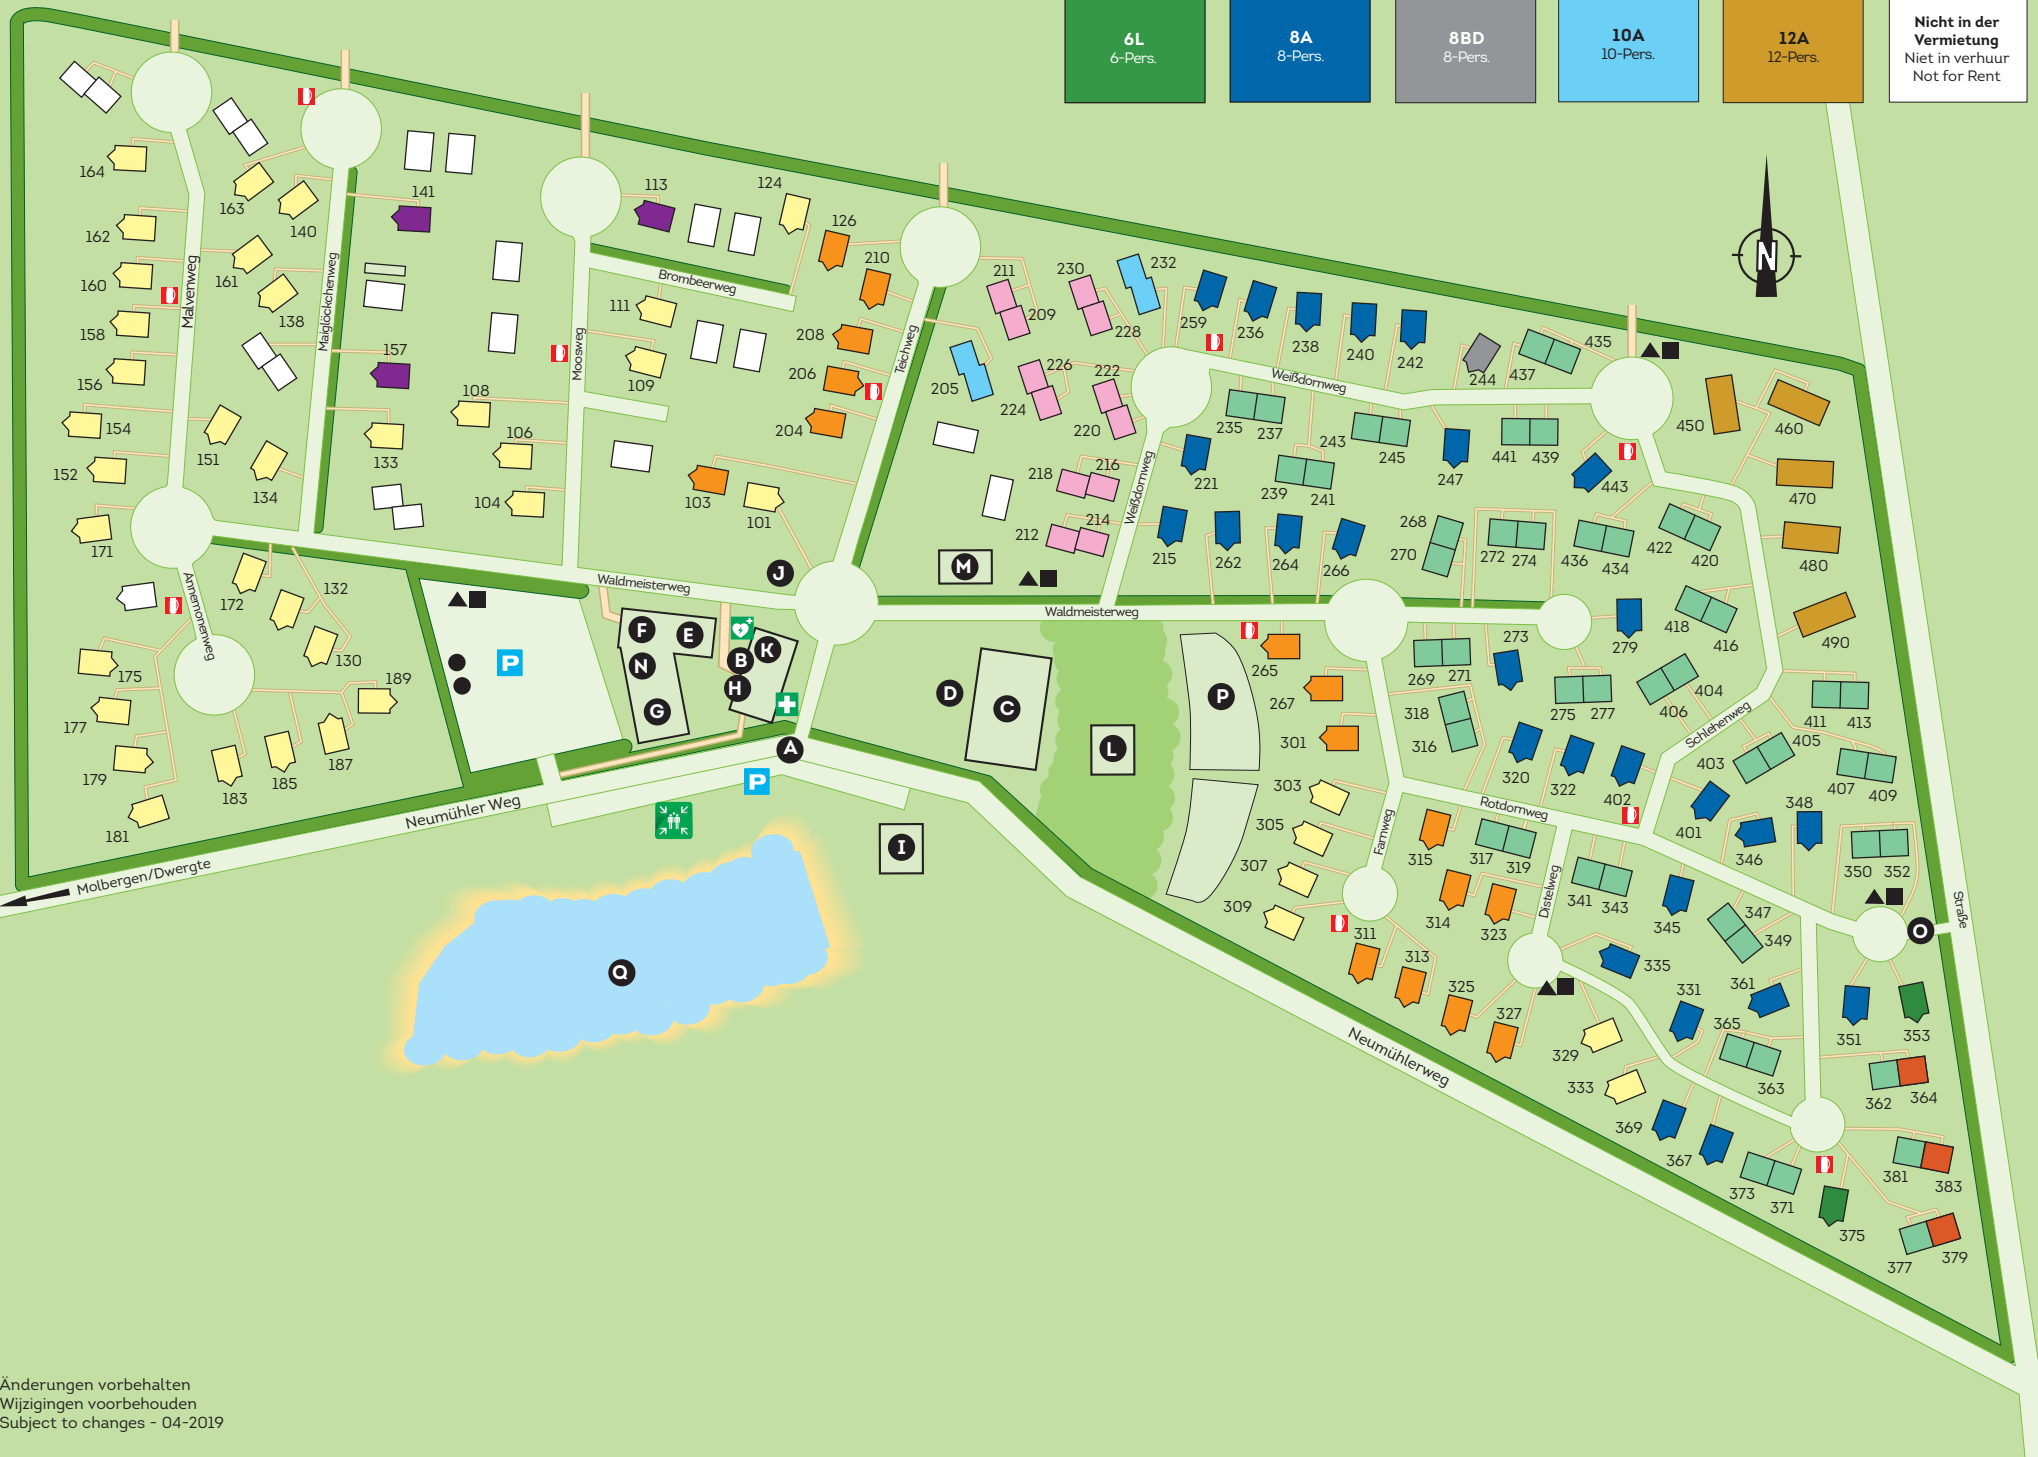 6L
6-Pers.
8A
8-Pers.
8BD
8-Pers.
10A
10-Pers.
12A
12-Pers.
Nicht in der
Vermietung
Niet in verhuur
Not for Rent
N
164
163
140
141
162
160
161
138
158
157
156
154
151
152
134
133
171
108
106
104
113
124
126
111
109
210
208
206
204
103
101
211
209
230
228
232
205
226
224
222
220
218
216
214
212
259
236
238
240
242
244
437
435
235
237
243
245
247
441
439
443
221
239
241
215
262
264
266
268
270
272
274
436
434
422
420
450
460
470
480
490
418
416
279
273
269
271
275
277
404
406
411
413
405
403
407
409
401
402
318
316
320
322
265
267
301
303
305
307
309
311
313
315
317
319
314
323
325
327
329
333
331
335
341
343
345
346
348
350
352
347
349
361
351
353
365
363
362
364
369
367
373
371
375
381
383
377
379
172
132
130
175
177
179
181
183
185
187
189
Malvenweg
Maiglöckchenweg
Moosweg
Brombeerweg
Teichweg
Weißdornweg
Weißdornweg
Waldmeisterweg
Waldmeisterweg
Annemonenweg
Schlehenweg
Rotdornweg
Farnweg
Distelweg
Neumühler Weg
Neumühlerweg
Molbergen/Dwergte
Straße
J
M
F
E
N
G
B
K
H
A
D
C
L
P
I
O
Q
P
P
Änderungen vorbehalten
Wijzigingen voorbehouden
Subject to changes - 04-2019